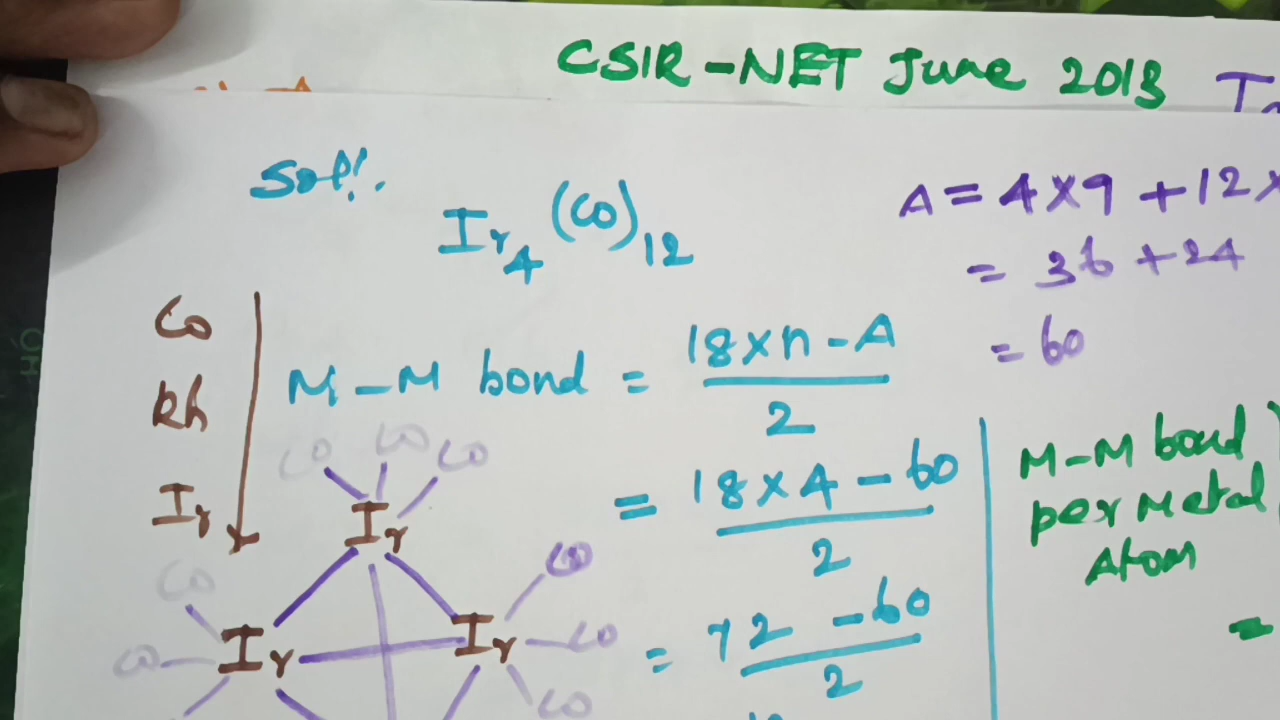 CSIR-NET June 2013
Sol!.
Ir4(CO)12
A = 4×9 + 12×
= 36 + 24
= 60
Co
Rh
Ir
M-M bond = 18×n-A
2
= 18×4-60
2
= 72-60
2
M-M bond
per Metal
Atom
=
CO CO CO
Ir
CO
CO
Ir
CO
Ir
CO
CO
CO